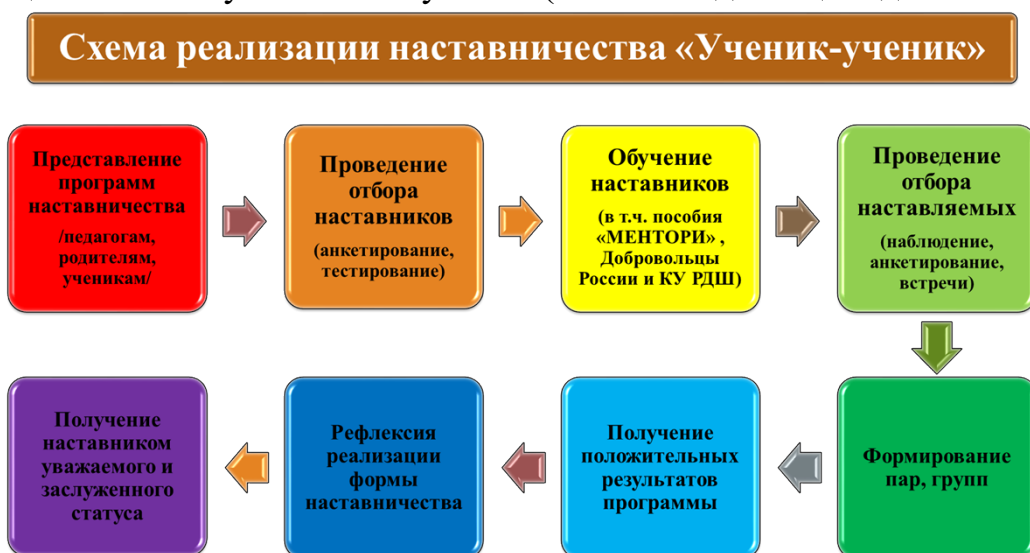 Схема реализации наставничества «Ученик-ученик»
Представление
программ
наставничества
/педагогам,
родителям,
ученикам/
Проведение
отбора
наставников
(анкетирование,
тестирование)
Обучение
наставников
(в т.ч. пособия
«МЕНТОРИ» ,
Добровольцы
России и КУ РДШ)
Проведение
отбора
наставляемых
(наблюдение,
анкетирование,
встречи)
Формирование
пар, групп
Получение
положительных
результатов
программы
Рефлексия
реализации
формы
наставничества
Получение
наставником
уважаемого и
заслуженного
статуса